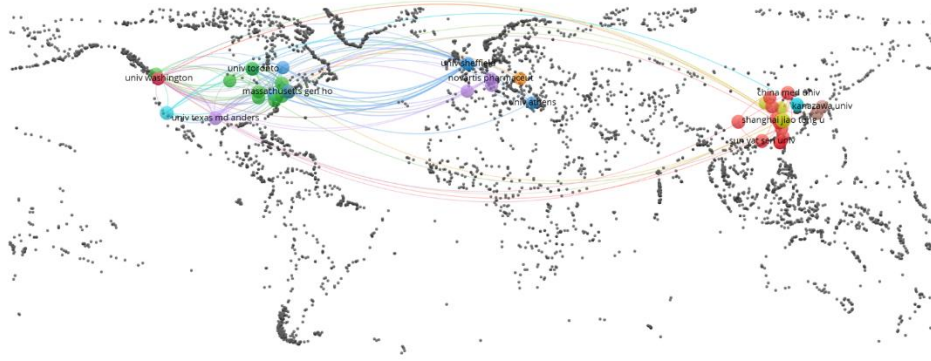 univ sheffield
univ toronto
univ washington
novartis pharmaceut
massachusetts gen ho
china med univ
univ athens
kanazawa univ
univ texas md anders
shanghai jiao tong u
sun yat sen univ